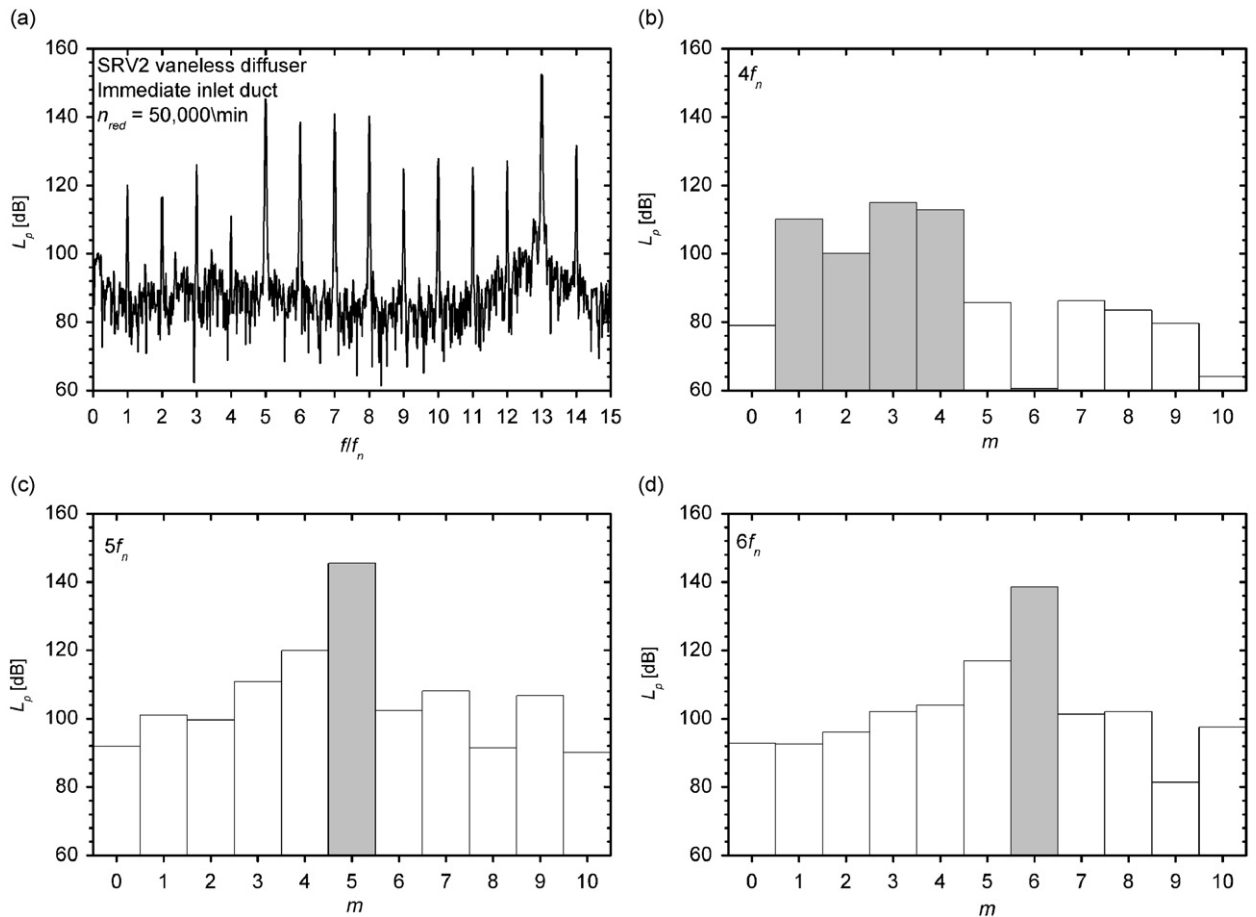 (a)
160
140
120
100
80
60
L_p [dB]
SRV2 vaneless diffuser
Immediate inlet duct
n_red = 50,000\min
0 1 2 3 4 5 6 7 8 9 10 11 12 13 14 15
f/f_n
(b)
160
140
120
100
80
60
L_p [dB]
4f_n
0 1 2 3 4 5 6 7 8 9 10
m
(c)
160
140
120
100
80
60
L_p [dB]
5f_n
0 1 2 3 4 5 6 7 8 9 10
m
(d)
160
140
120
100
80
60
L_p [dB]
6f_n
0 1 2 3 4 5 6 7 8 9 10
m